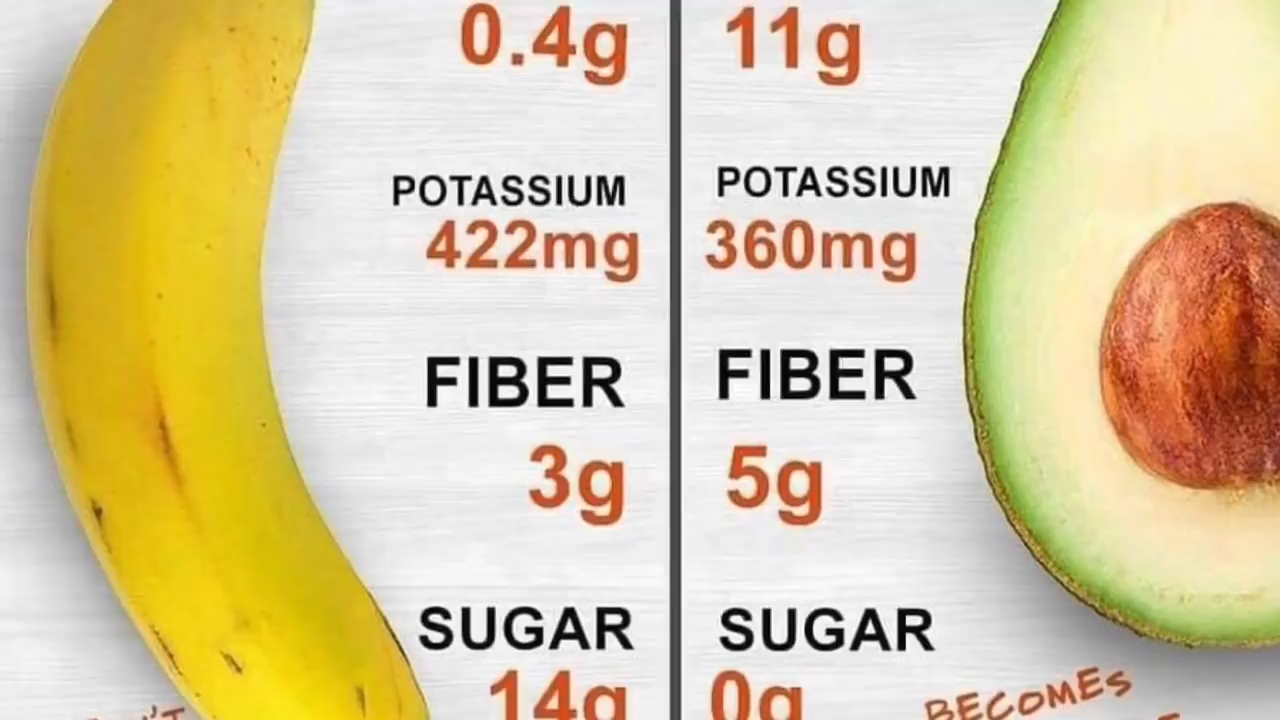 0.4g
POTASSIUM
422mg
FIBER
3g
SUGAR
14g
11g
POTASSIUM
360mg
FIBER
5g
SUGAR
0g
BECOMES